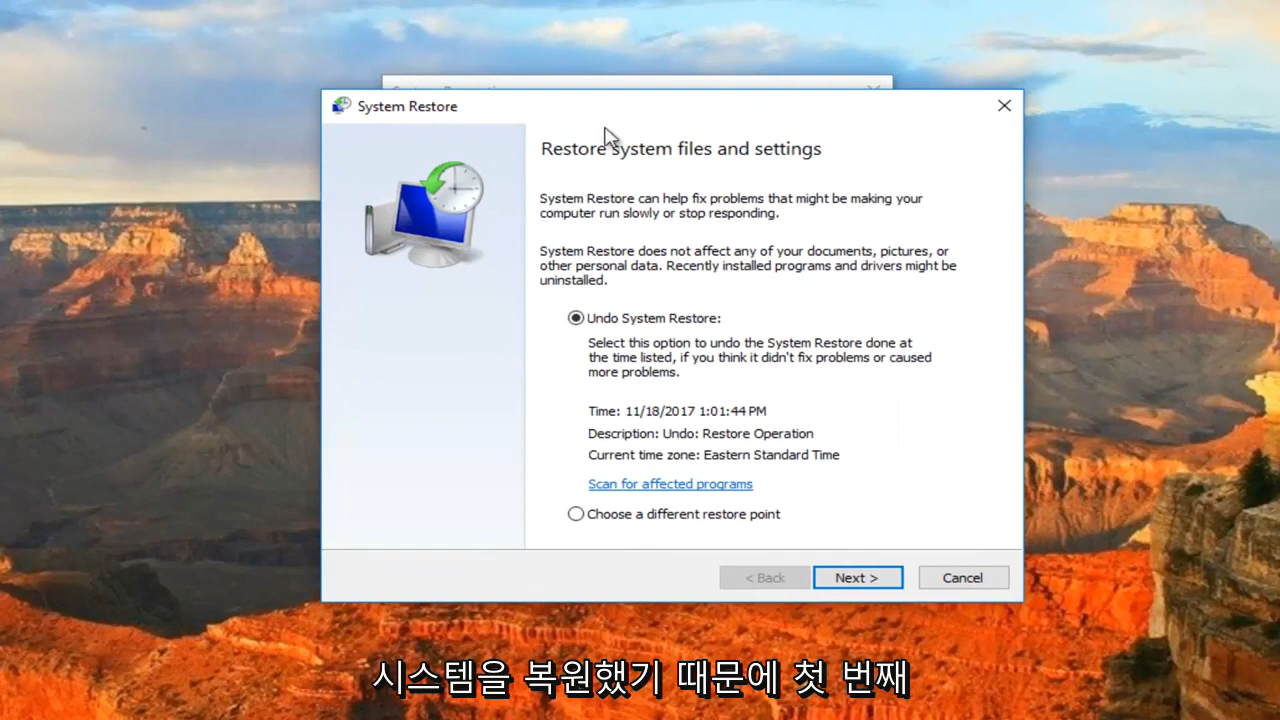 System Restore
Restore system files and settings
System Restore can help fix problems that might be making your
computer run slowly or stop responding.
System Restore does not affect any of your documents, pictures, or
other personal data. Recently installed programs and drivers might be
uninstalled.
Undo System Restore:
Select this option to undo the System Restore done at
the time listed, if you think it didn't fix problems or caused
more problems.
Time: 11/18/2017 1:01:44 PM
Description: Undo: Restore Operation
Current time zone: Eastern Standard Time
Scan for affected programs
Choose a different restore point
< Back
Next >
Cancel
시스템을 복원했기 때문에 첫 번째